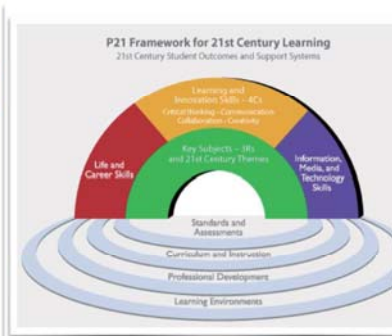 P21 Framework for 21st Century Learning
21st Century Student Outcomes and Support Systems
Learning and
Innovation Skills – 4Cs
Critical thinking • Communication
Collaboration • Creativity
Key Subjects – 3Rs
and 21st Century Themes
Life and
Career Skills
Information,
Media, and
Technology
Skills
Standards and
Assessments
Curriculum and Instruction
Professional Development
Learning Environments